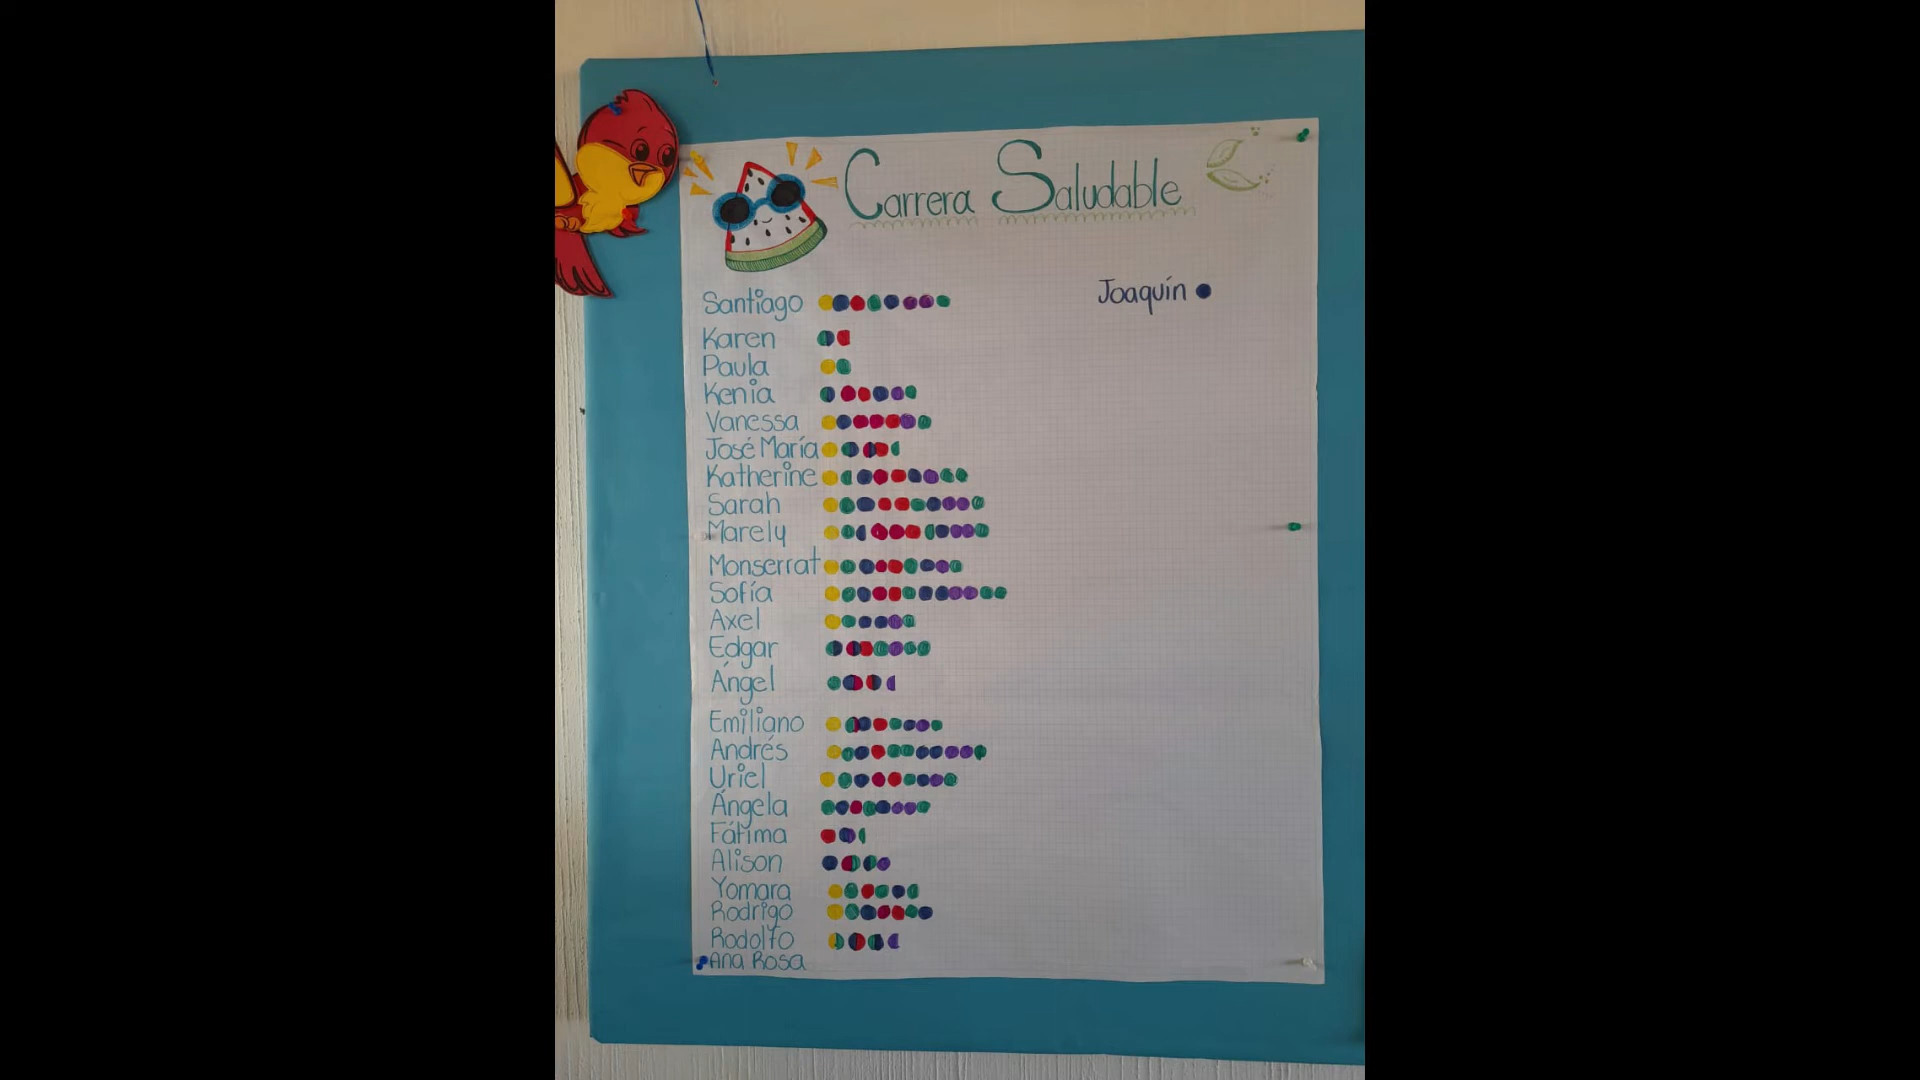 Carrera Saludable
Santiago
Joaquín
Karen
Paula
Kenia
Vanessa
José María
Katherine
Sarah
Marely
Monserrat
Sofía
Axel
Edgar
Ángel
Emiliano
Andrés
Uriel
Ángela
Fátima
Alison
Yomara
Rodrigo
Rodolfo
Ana Rosa